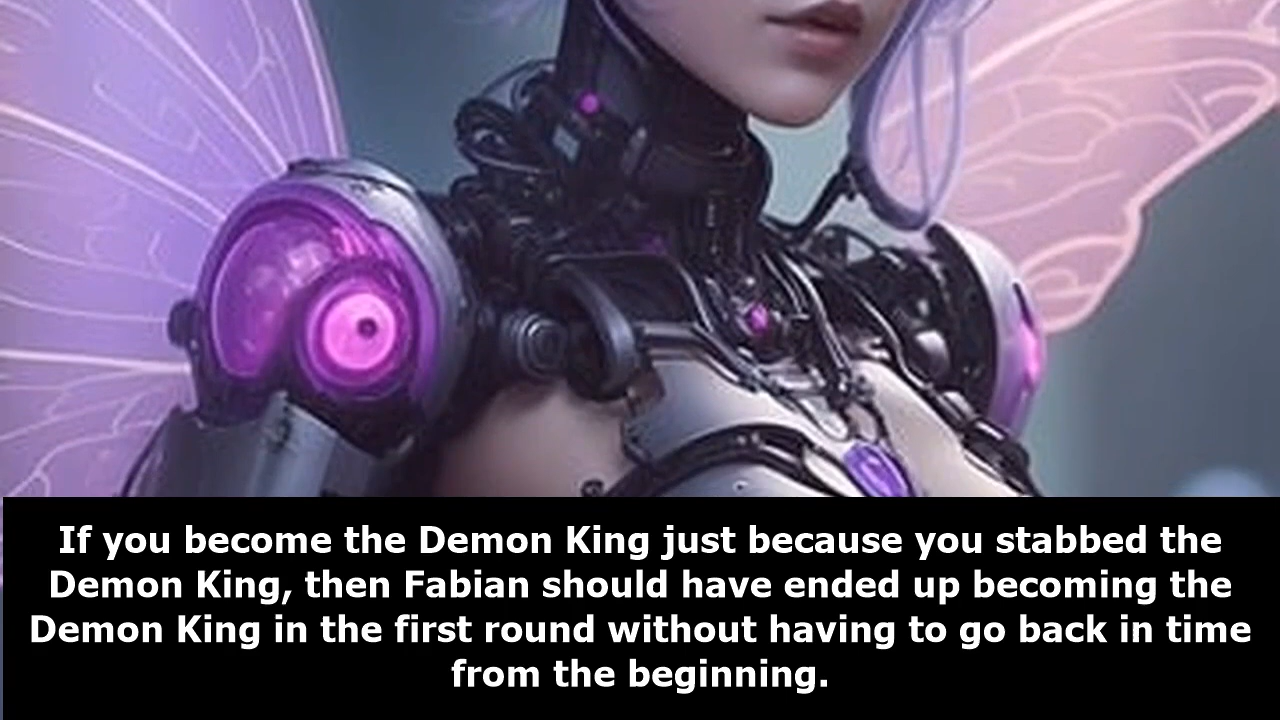 If you become the Demon King just because you stabbed the
Demon King, then Fabian should have ended up becoming the
Demon King in the first round without having to go back in time
from the beginning.